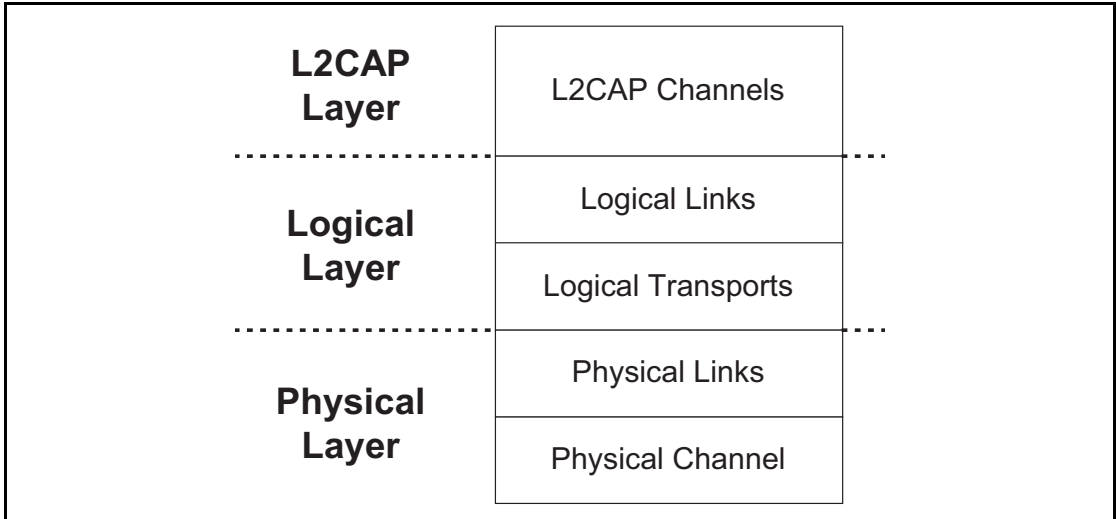 L2CAP
Layer
L2CAP Channels
Logical
Layer
Logical Links
Logical Transports
Physical
Layer
Physical Links
Physical Channel